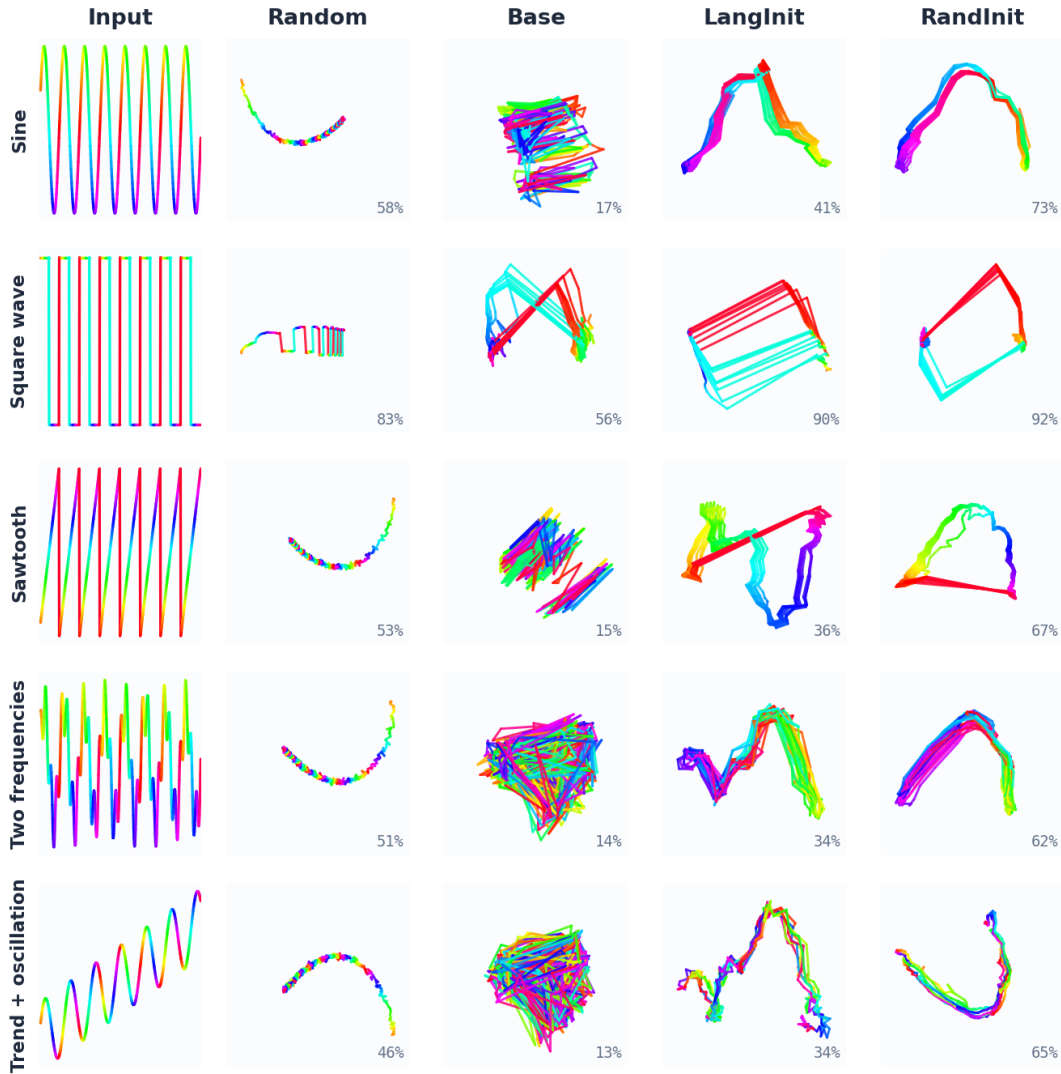 Input Random Base LangInit RandInit
Sine
58% 17% 41% 73%
Square wave
83% 56% 90% 92%
Sawtooth
53% 15% 36% 67%
Two frequencies
51% 14% 34% 62%
Trend + oscillation
46% 13% 34% 65%